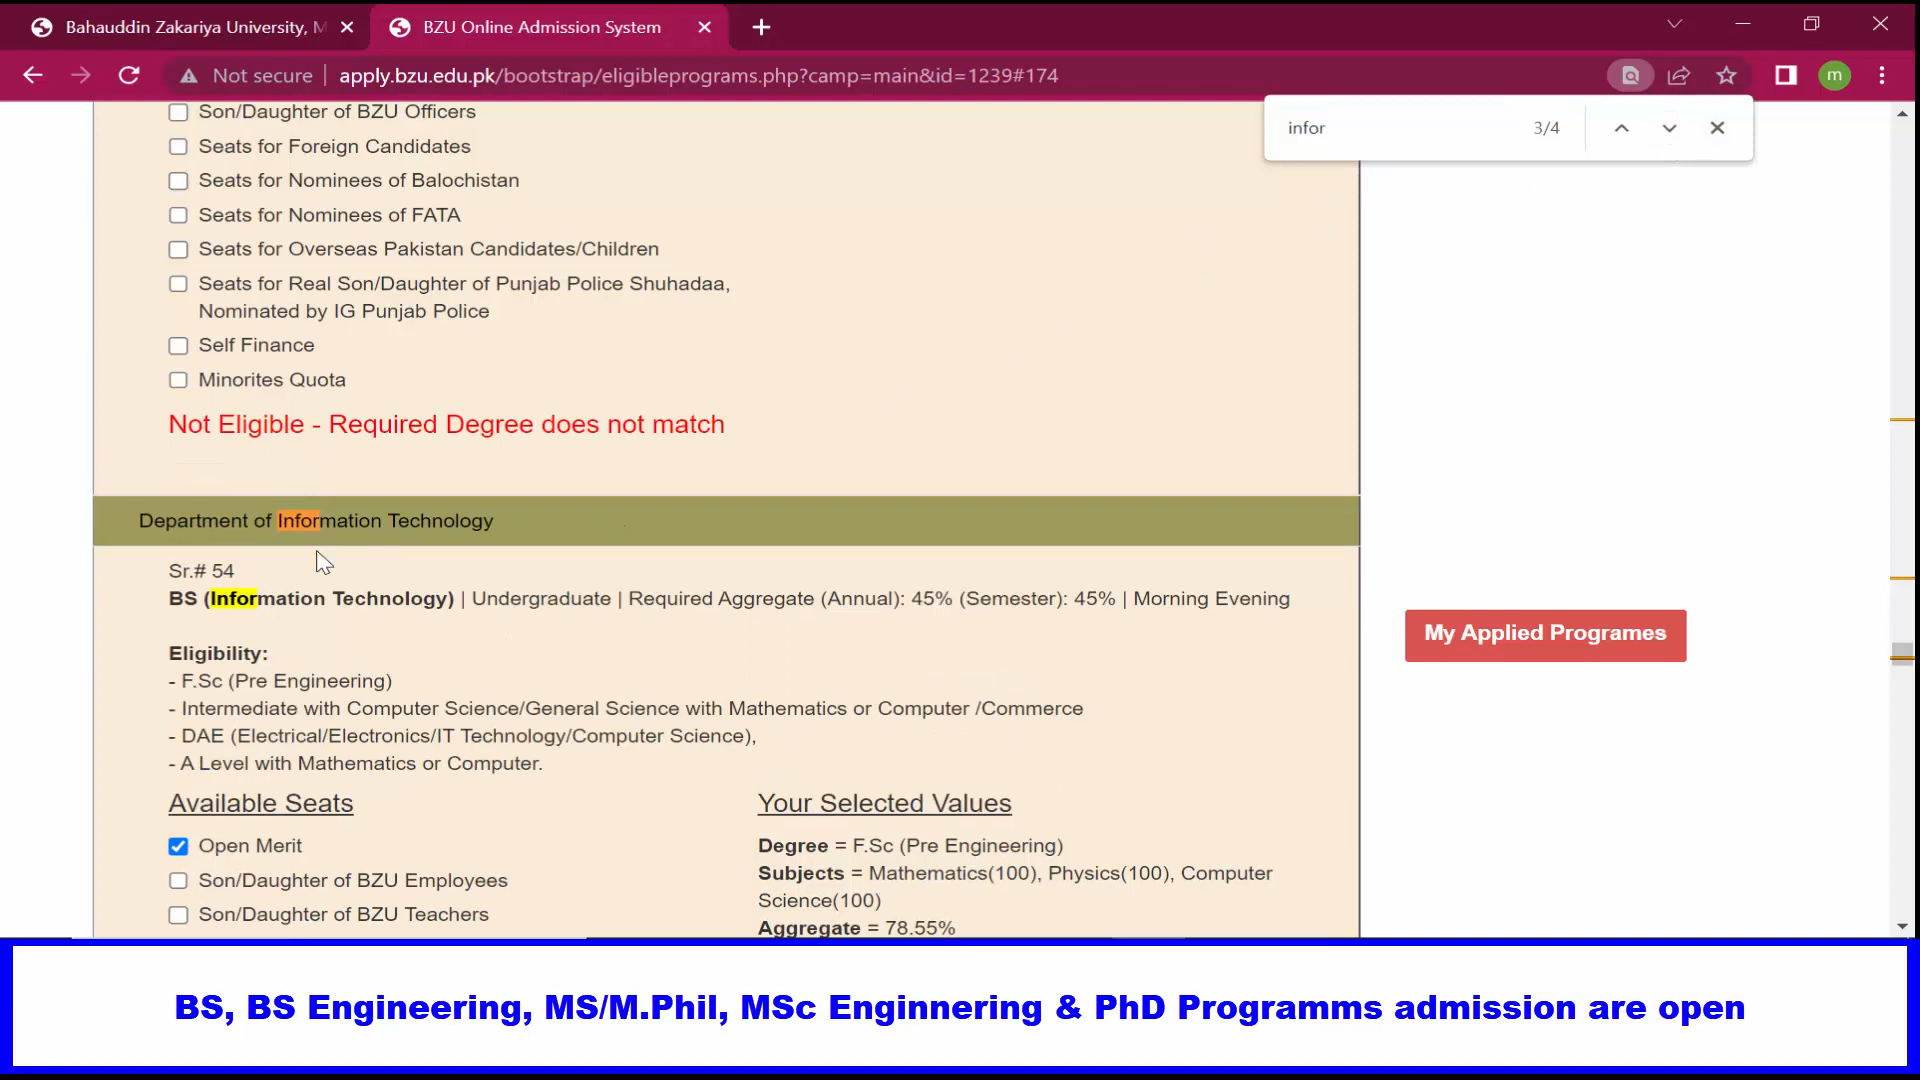 Bahauddin Zakariya University, M
BZU Online Admission System
Not secure
apply.bzu.edu.pk/bootstrap/eligibleprograms.php?camp=main&id=1239#174
m
infor
3/4
Son/Daughter of BZU Officers
Seats for Foreign Candidates
Seats for Nominees of Balochistan
Seats for Nominees of FATA
Seats for Overseas Pakistan Candidates/Children
Seats for Real Son/Daughter of Punjab Police Shuhadaa,
Nominated by IG Punjab Police
Self Finance
Minorites Quota
Not Eligible - Required Degree does not match
Department of Information Technology
Sr.# 54
BS (Information Technology) | Undergraduate | Required Aggregate (Annual): 45% (Semester): 45% | Morning Evening
My Applied Programes
Eligibility:
- F.Sc (Pre Engineering)
- Intermediate with Computer Science/General Science with Mathematics or Computer /Commerce
- DAE (Electrical/Electronics/IT Technology/Computer Science),
- A Level with Mathematics or Computer.
Available Seats
Open Merit
Son/Daughter of BZU Employees
Son/Daughter of BZU Teachers
Your Selected Values
Degree = F.Sc (Pre Engineering)
Subjects = Mathematics(100), Physics(100), Computer
Science(100)
Aggregate = 78.55%
BS, BS Engineering, MS/M.Phil, MSc Enginnering & PhD Programms admission are open